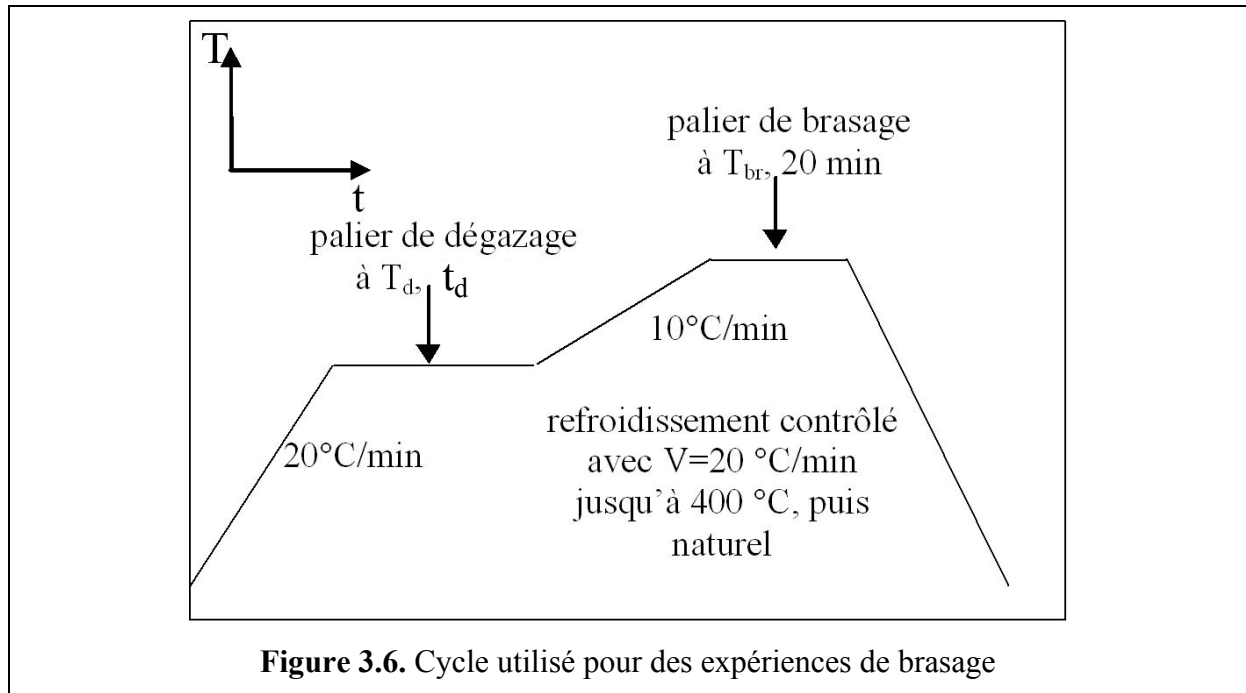 T
t
palier de brasage
à T_br, 20 min
palier de dégazage
à T_d, t_d
10°C/min
20°C/min
refroidissement contrôlé
avec V=20 °C/min
jusqu’à 400 °C, puis
naturel
Figure 3.6. Cycle utilisé pour des expériences de brasage